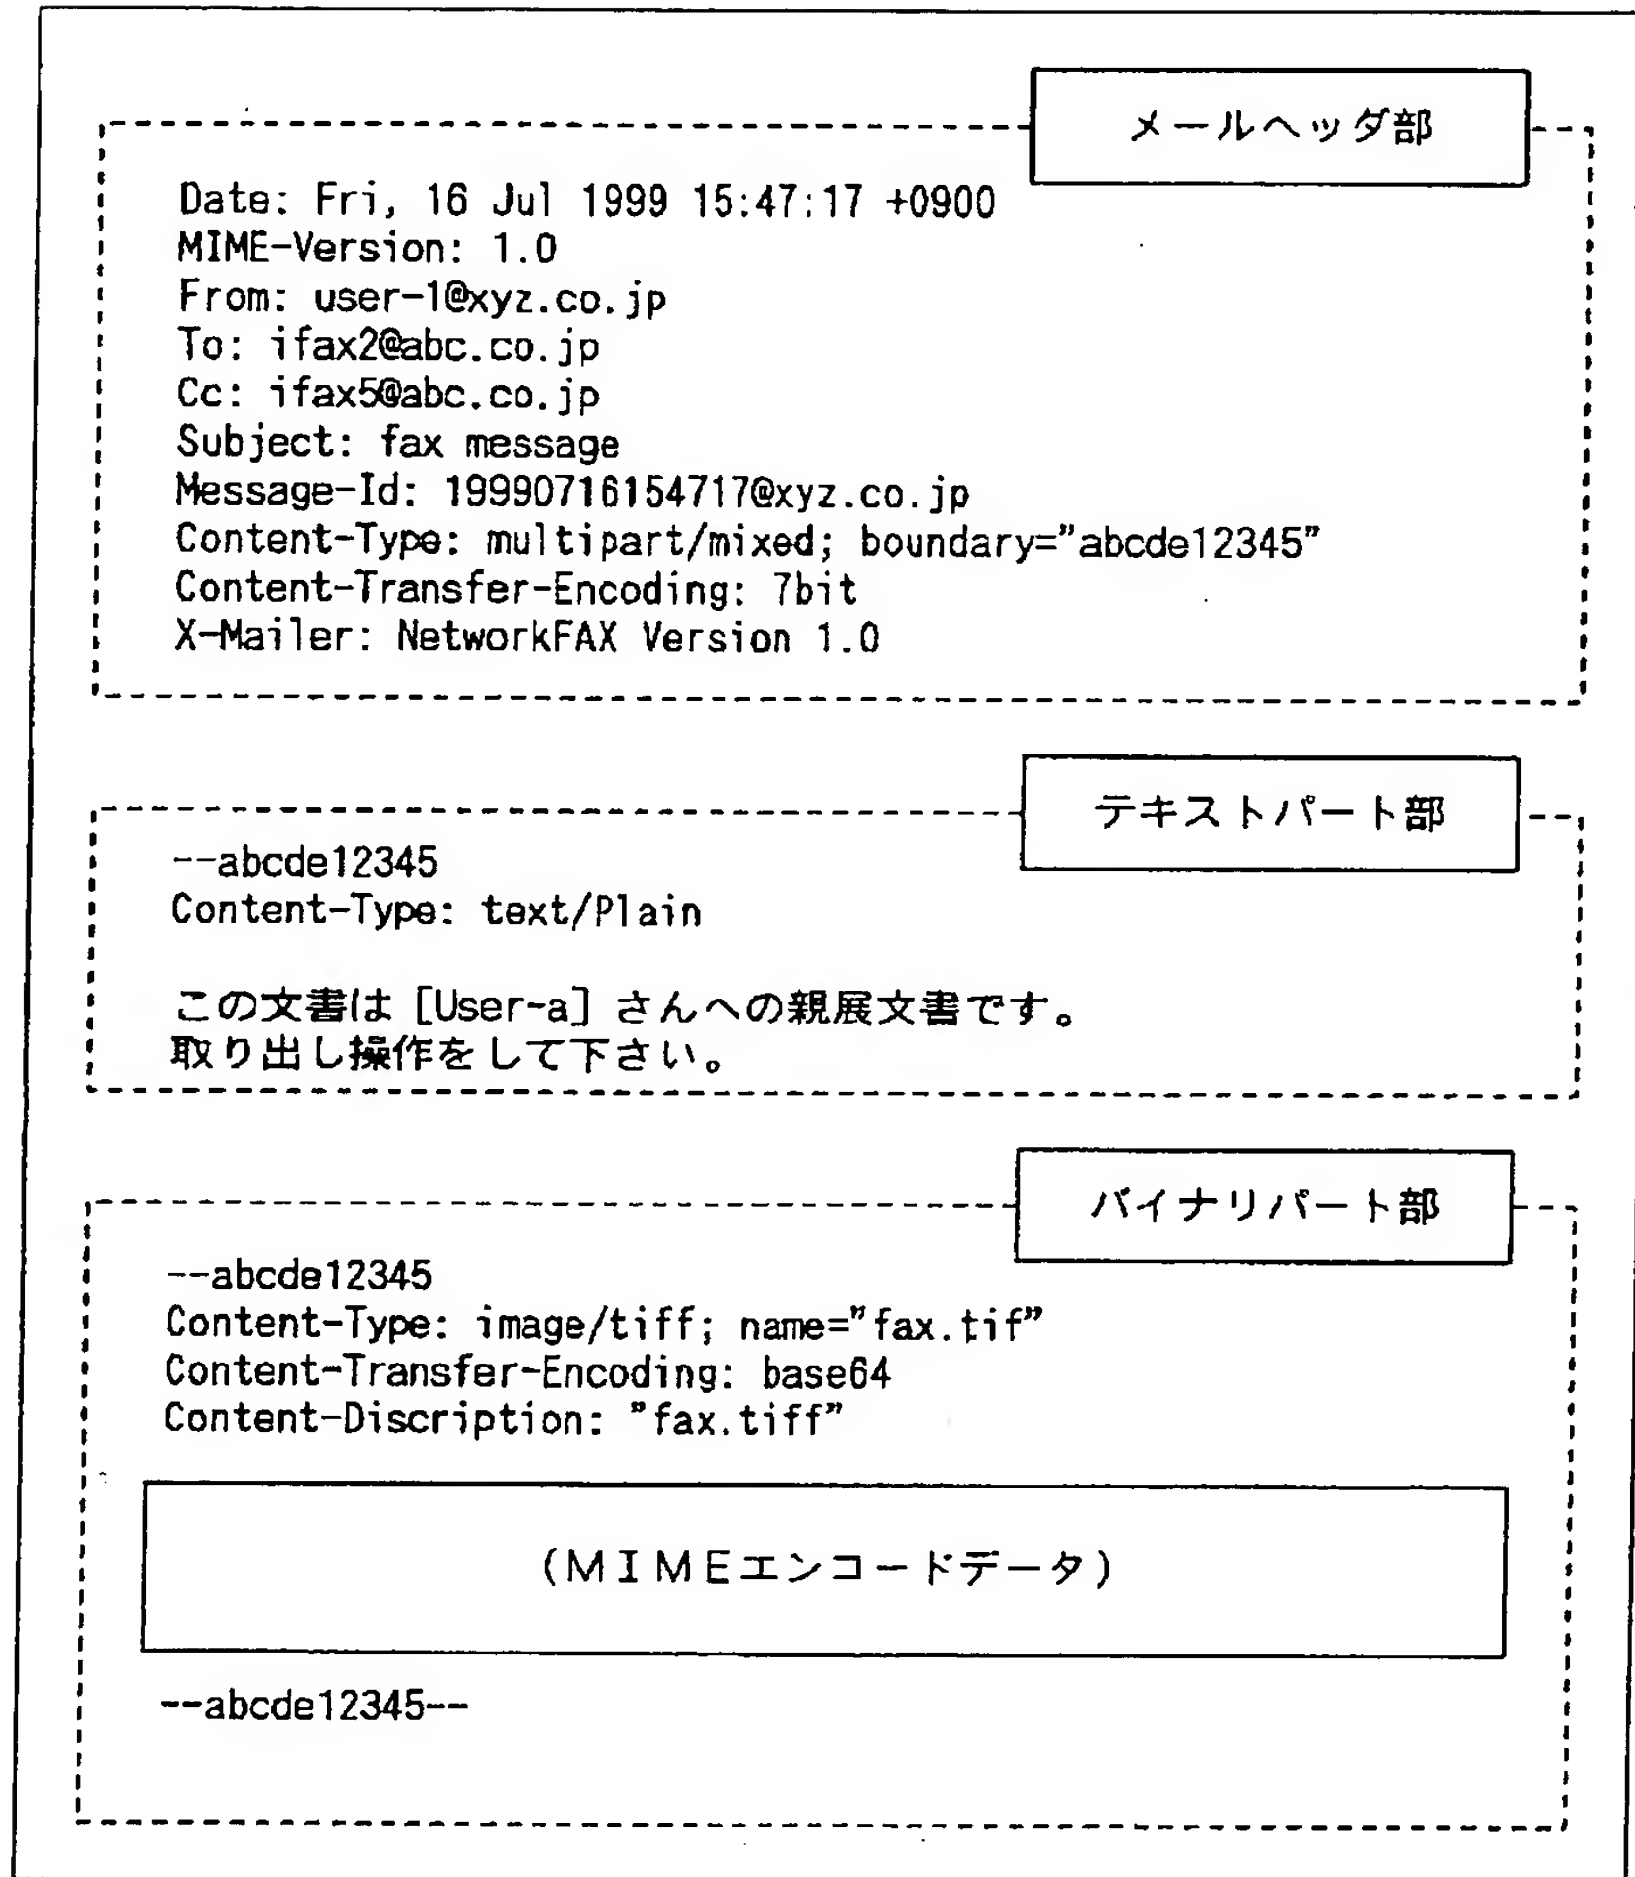 メールヘッダ部
Date: Fri, 16 Jul 1999 15:47:17 +0900
MIME-Version: 1.0
From: user-1@xyz.co.jp
To: ifax2@abc.co.jp
Cc: ifax5@abc.co.jp
Subject: fax message
Message-Id: 19990716154717@xyz.co.jp
Content-Type: multipart/mixed; boundary="abcde12345"
Content-Transfer-Encoding: 7bit
X-Mailer: NetworkFAX Version 1.0
テキストパート部
--abcde12345
Content-Type: text/Plain
この文書は [User-a] さんへの親展文書です。
取り出し操作をして下さい。
バイナリパート部
--abcde12345
Content-Type: image/tiff; name="fax.tif"
Content-Transfer-Encoding: base64
Content-Discription: "fax.tiff"
(ＭＩＭＥエンコードデータ)
--abcde12345--